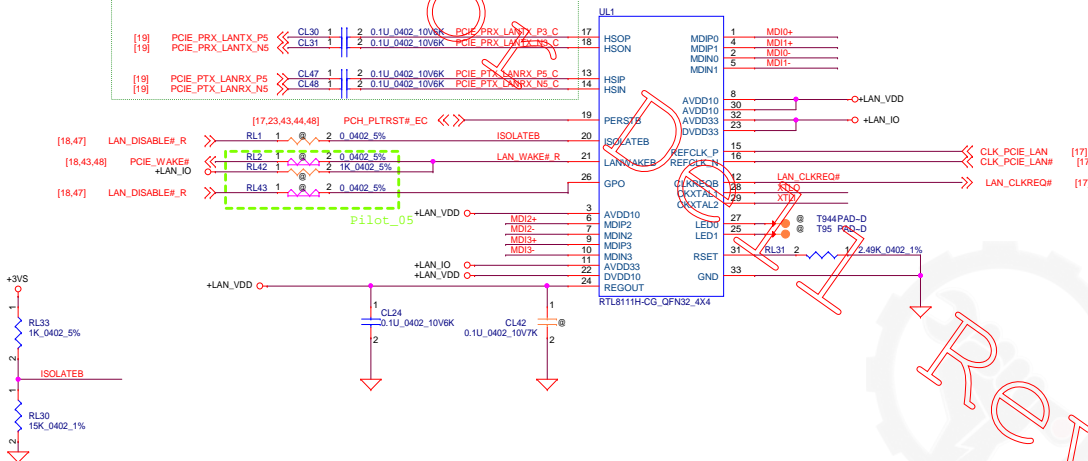 UL1
CL30 1 2 0.1U_0402_10V6K PCIE_PRX_LANTX_P3_C 17 HSOP MDIP0 1 MDI0+
[19] PCIE_PRX_LANTX_P5
CL31 1 2 0.1U_0402_10V6K 18 HSON MDIP1 4 MDI1+
[19] PCIE_PRX_LANTX_N5
MDIN0 2 MDI0-
MDIN1 5 MDI1-
[19] PCIE_PTX_LANRX_P5 CL47 1 2 0.1U_0402_10V6K PCIE_PTX_LANRX_P5_C 13 HSIP
[19] PCIE_PTX_LANRX_N5 CL48 1 2 0.1U_0402_10V6K PCIE_PTX_LANRX_N5_C 14 HSIN
AVDD10 8 +LAN_VDD
AVDD10 30
[17,23,43,44,48] PCH_PLTRST#_EC 19 PERSTB AVDD33 32 +LAN_IO
DVDD33 23
[18,47] LAN_DISABLE#_R RL1 1 @ 2 0_0402_5% ISOLATEB 20 ISOLATEB
REFCLK_P 15 CLK_PCIE_LAN [17]
[18,43,48] PCIE_WAKE# RL2 1 @ 2 0_0402_5% LAN_WAKE#_R 21 LANWAKEB REFCLK_N 16 CLK_PCIE_LAN# [17
+LAN_IO RL42 1 @ 2 1K_0402_5%
26 GPO CLKREQB 12 LAN_CLKREQ# LAN_CLKREQ# [17
[18,47] LAN_DISABLE#_R RL43 1 @ 2 0_0402_5% CKXTAL1 28 XTLO
CKXTAL2 29 XTLI
Pilot_05
+LAN_VDD 3 AVDD10
MDI2+ 6 MDIP2 LED0 27 @ T944PAD~D
MDI2- 7 MDIN2 LED1 25 @ T95 PAD~D
MDI3+ 9 MDIP3
MDI3- 10 MDIN3 RSET 31 RL31 2 1 2.49K_0402_1%
+LAN_IO 11 AVDD33
+LAN_VDD 22 DVDD10 GND 33
+LAN_VDD 24 REGOUT
RTL8111H-CG_QFN32_4X4
+3VS
1
RL33
1K_0402_5%
2
1
CL24
0.1U_0402_10V6K
2
1
CL42 @
0.1U_0402_10V7K
2
ISOLATEB
1
RL30
15K_0402_1%
2